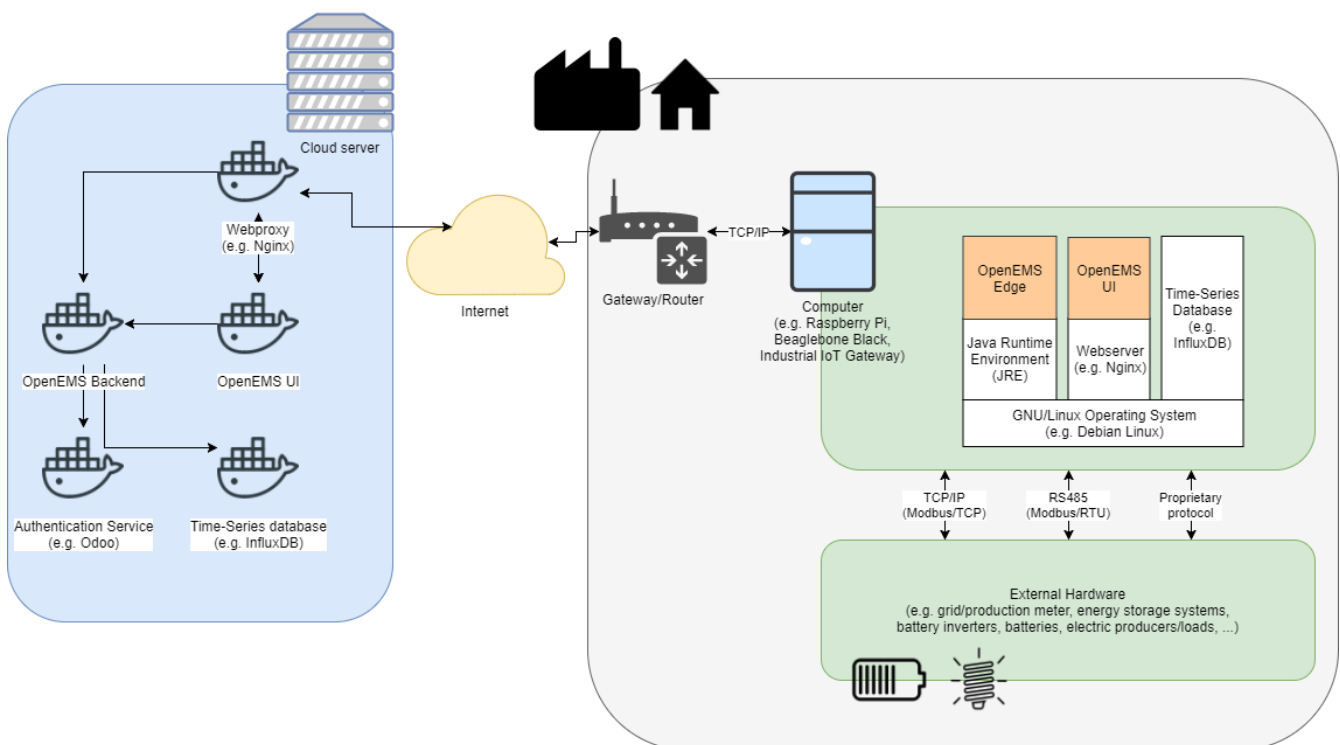 Cloud server
Webproxy
(e.g. Nginx)
OpenEMS Backend
OpenEMS UI
Authentication Service
(e.g. Odoo)
Time-Series database
(e.g. InfluxDB)
Internet
Gateway/Router
TCP/IP
Computer
(e.g. Raspberry Pi,
Beaglebone Black,
Industrial IoT Gateway)
OpenEMS
Edge
OpenEMS
UI
Time-Series
Database
(e.g.
InfluxDB)
Java Runtime
Environment
(JRE)
Webserver
(e.g. Nginx)
GNU/Linux Operating System
(e.g. Debian Linux)
TCP/IP
(Modbus/TCP)
RS485
(Modbus/RTU)
Proprietary
protocol
External Hardware
(e.g. grid/production meter, energy storage systems,
battery inverters, batteries, electric producers/loads, ...)